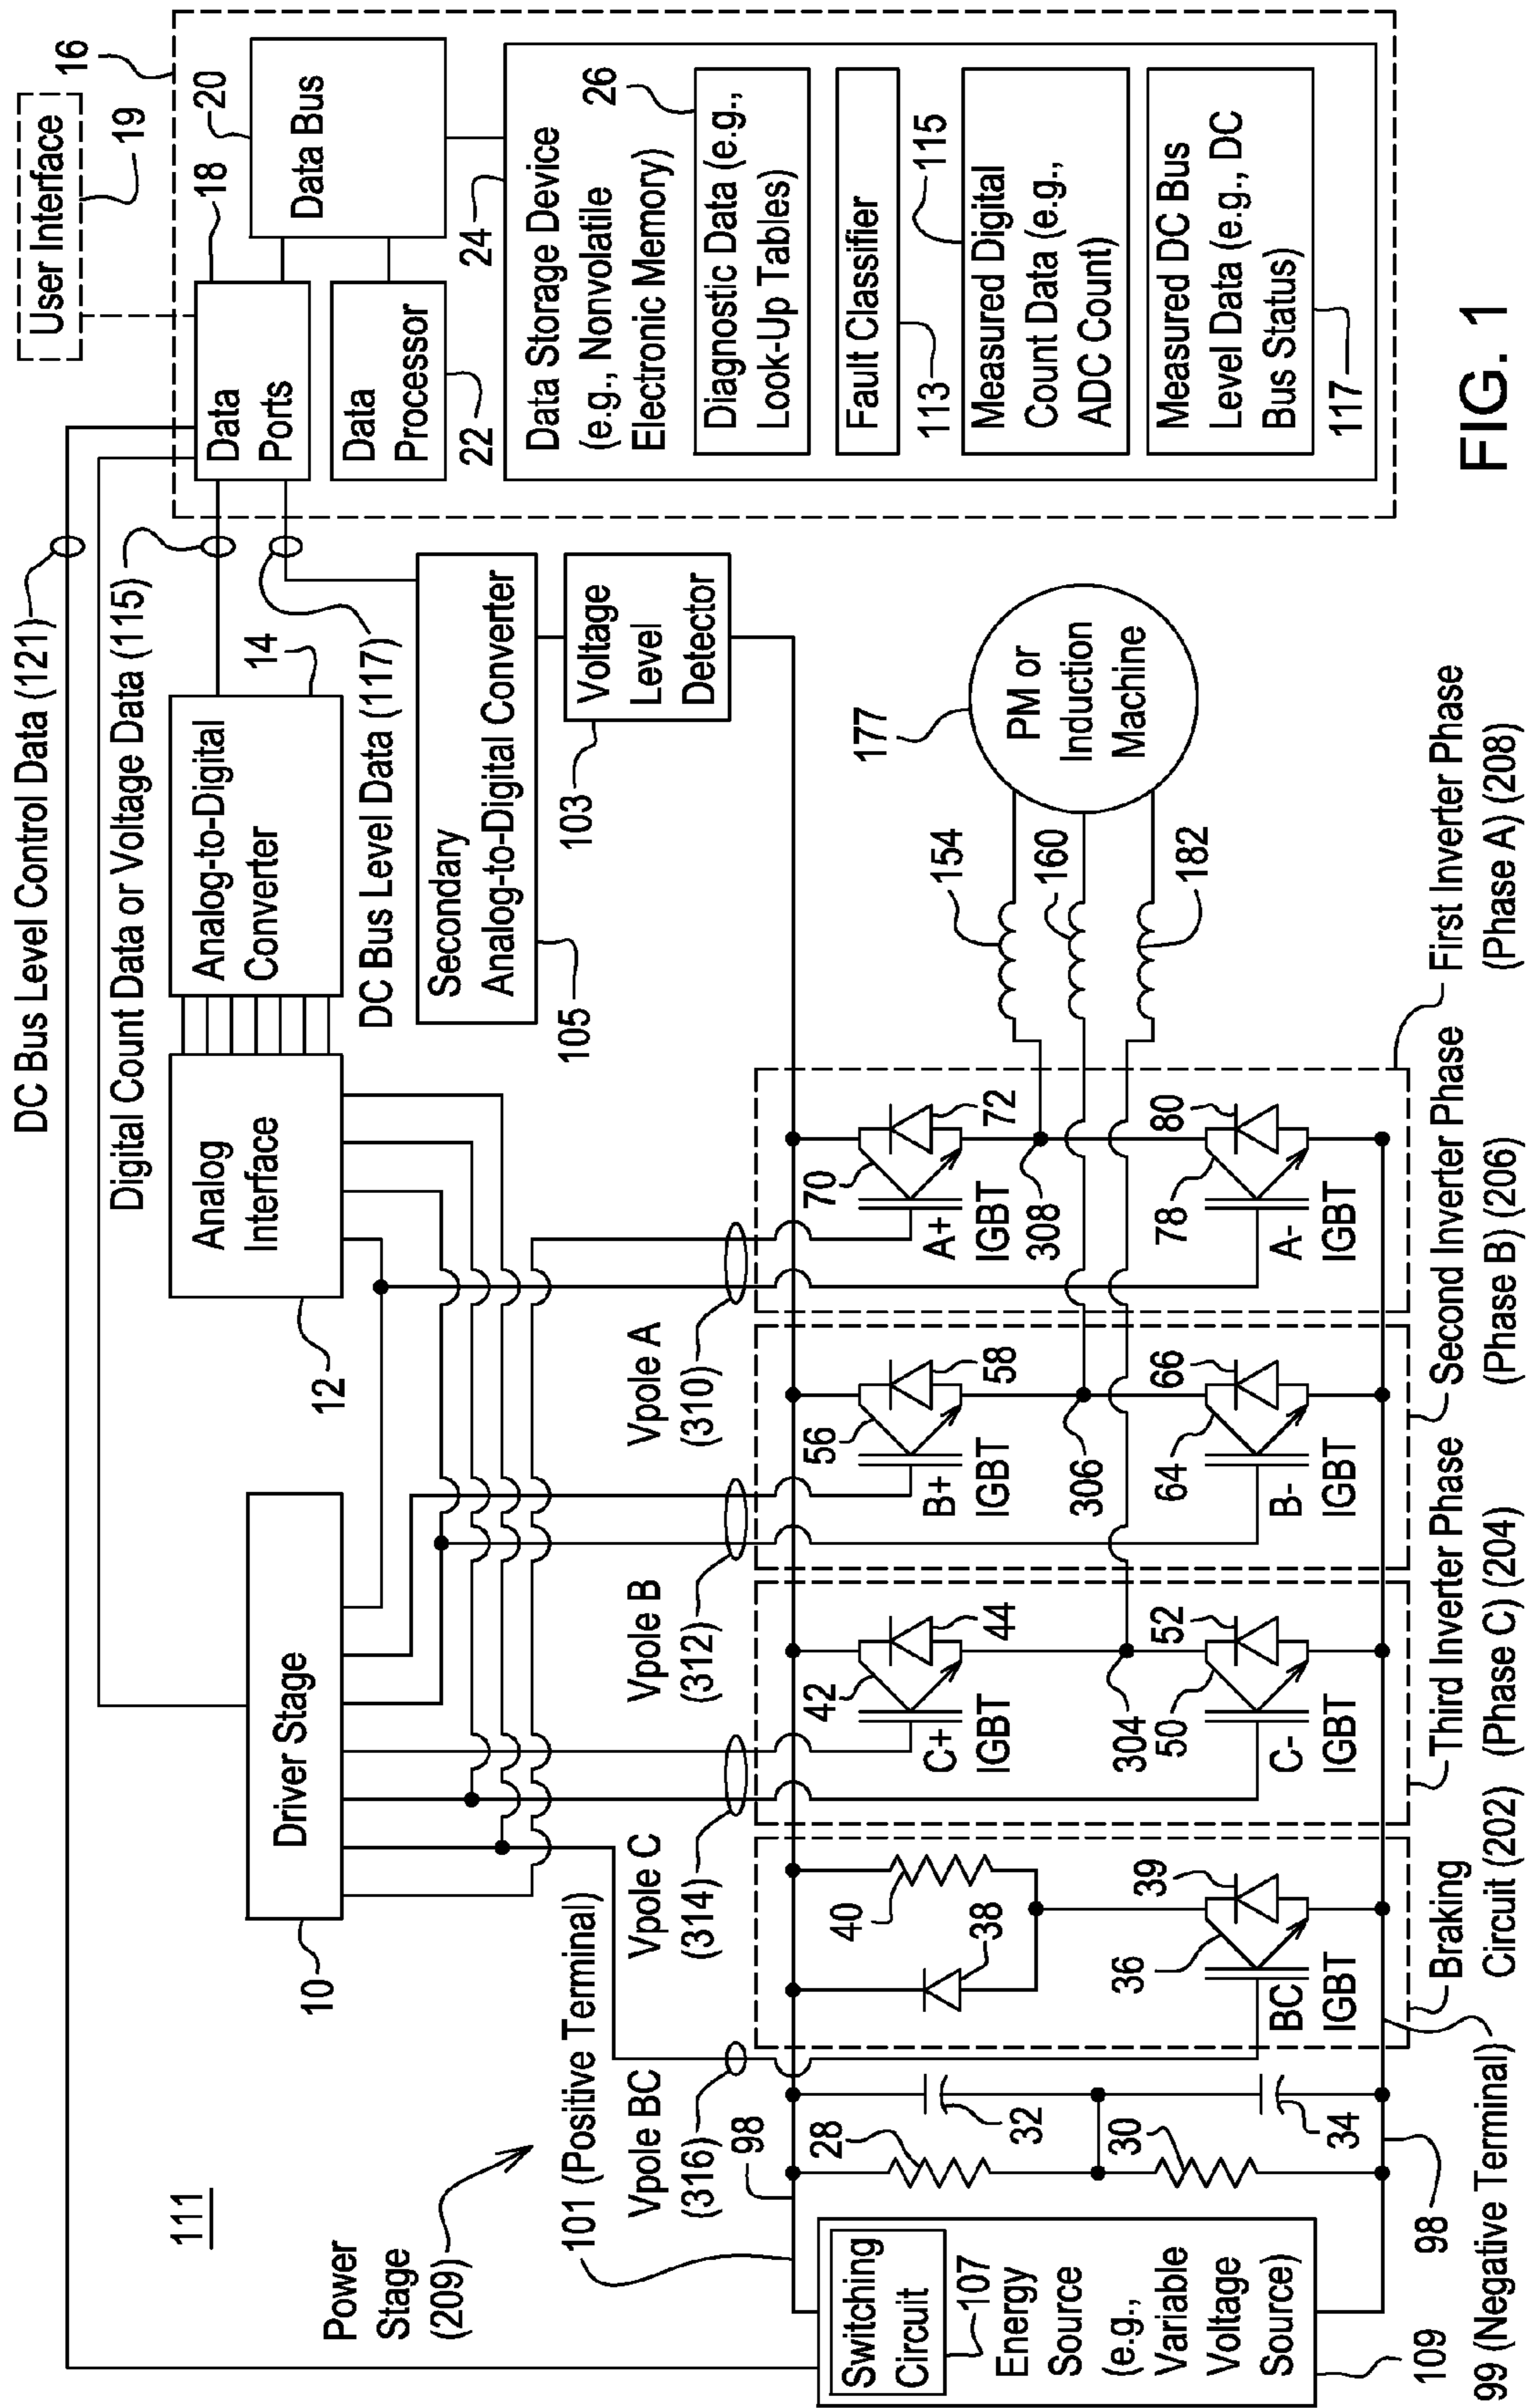 111
Power
Stage
(209)
DC Bus Level Control Data (121)
Digital Count Data or Voltage Data (115)
User Interface
19
16
Data
Ports
18
Data Bus
20
Data
Processor
22
24
Data Storage Device
(e.g., Nonvolatile
Electronic Memory)
Diagnostic Data (e.g.,
Look-Up Tables)
26
Fault Classifier
113
Measured Digital
Count Data (e.g.,
ADC Count)
115
Measured DC Bus
Level Data (e.g., DC
Bus Status)
117
Driver Stage
10
Analog
Interface
12
Analog-to-Digital
Converter
14
DC Bus Level Data (117)
Secondary
Analog-to-Digital Converter
105
Voltage
Level
Detector
103
101 (Positive Terminal)
Vpole BC
(316)
98
Vpole C
(314)
Vpole B
(312)
Vpole A
(310)
Switching
Circuit
107
Energy
Source
(e.g.,
Variable
Voltage
Source)
109
28
30
32
34
98
99 (Negative Terminal)
40
38
36
39
BC
IGBT
Braking
Circuit (202)
42
44
C+
IGBT
304
50
52
C-
IGBT
Third Inverter Phase
(Phase C) (204)
56
58
B+
IGBT
306
64
66
B-
IGBT
Second Inverter Phase
(Phase B) (206)
70
72
A+
IGBT
308
78
80
A-
IGBT
First Inverter Phase
(Phase A) (208)
154
160
182
177
PM or
Induction
Machine
FIG. 1